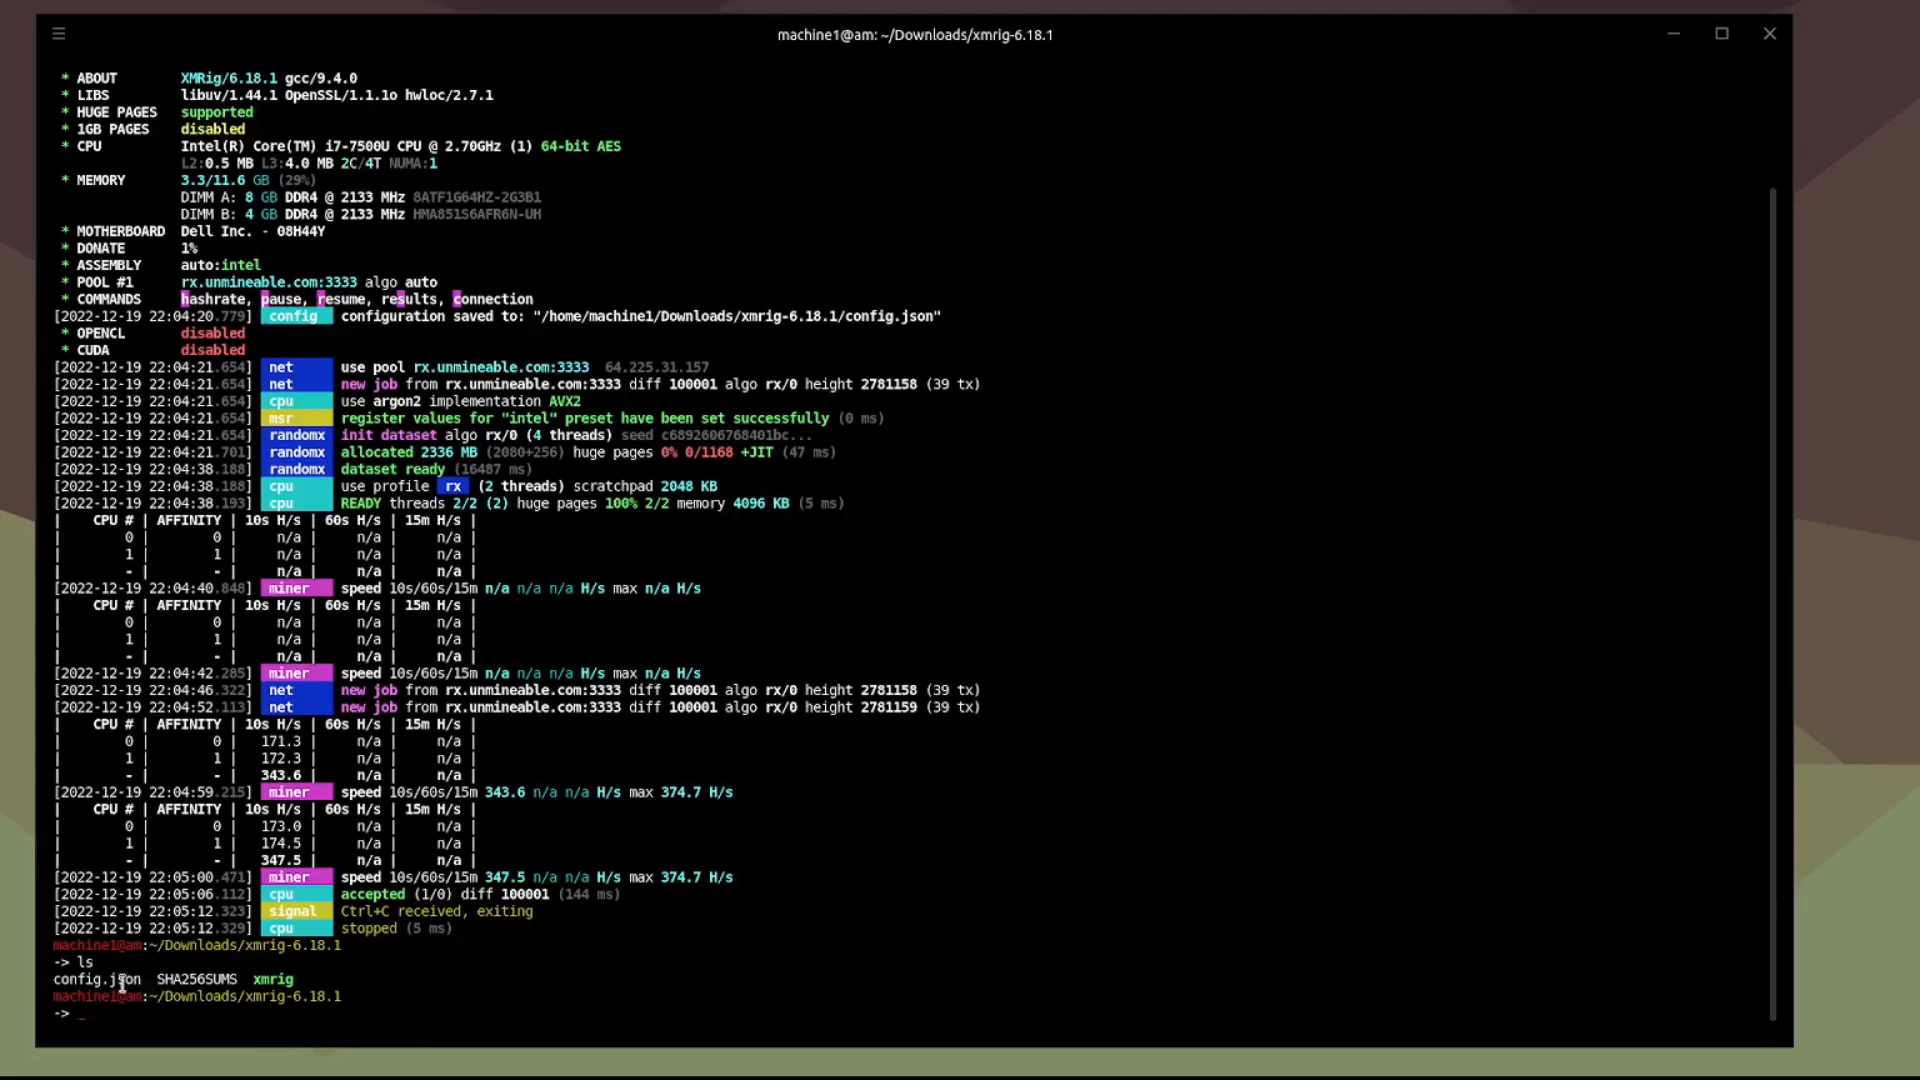 machine1@am: ~/Downloads/xmrig-6.18.1
* ABOUT XMRig/6.18.1 gcc/9.4.0
* LIBS libuv/1.44.1 OpenSSL/1.1.1o hwloc/2.7.1
* HUGE PAGES supported
* 1GB PAGES disabled
* CPU Intel(R) Core(TM) i7-7500U CPU @ 2.70GHz (1) 64-bit AES
L2:0.5 MB L3:4.0 MB 2C/4T NUMA:1
* MEMORY 3.3/11.6 GB (29%)
DIMM A: 8 GB DDR4 @ 2133 MHz 8ATF1G64HZ-2G3B1
DIMM B: 4 GB DDR4 @ 2133 MHz HMA851S6AFR6N-UH
* MOTHERBOARD Dell Inc. - 08H44Y
* DONATE 1%
* ASSEMBLY auto:intel
* POOL #1 rx.unmineable.com:3333 algo auto
* COMMANDS hashrate, pause, resume, results, connection
[2022-12-19 22:04:20.779] config configuration saved to: "/home/machine1/Downloads/xmrig-6.18.1/config.json"
* OPENCL disabled
* CUDA disabled
[2022-12-19 22:04:21.654] net use pool rx.unmineable.com:3333 64.225.31.157
[2022-12-19 22:04:21.654] net new job from rx.unmineable.com:3333 diff 100001 algo rx/0 height 2781158 (39 tx)
[2022-12-19 22:04:21.654] cpu use argon2 implementation AVX2
[2022-12-19 22:04:21.654] msr register values for "intel" preset have been set successfully (0 ms)
[2022-12-19 22:04:21.654] randomx init dataset algo rx/0 (4 threads) seed c6892606768401bc...
[2022-12-19 22:04:21.701] randomx allocated 2336 MB (2080+256) huge pages 0% 0/1168 +JIT (47 ms)
[2022-12-19 22:04:38.188] randomx dataset ready (16487 ms)
[2022-12-19 22:04:38.188] cpu use profile rx (2 threads) scratchpad 2048 KB
[2022-12-19 22:04:38.193] cpu READY threads 2/2 (2) huge pages 100% 2/2 memory 4096 KB (5 ms)
| CPU # | AFFINITY | 10s H/s | 60s H/s | 15m H/s |
| 0 | 0 | n/a | n/a | n/a |
| 1 | 1 | n/a | n/a | n/a |
| - | - | n/a | n/a | n/a |
[2022-12-19 22:04:40.848] miner speed 10s/60s/15m n/a n/a n/a H/s max n/a H/s
| CPU # | AFFINITY | 10s H/s | 60s H/s | 15m H/s |
| 0 | 0 | n/a | n/a | n/a |
| 1 | 1 | n/a | n/a | n/a |
| - | - | n/a | n/a | n/a |
[2022-12-19 22:04:42.285] miner speed 10s/60s/15m n/a n/a n/a H/s max n/a H/s
[2022-12-19 22:04:46.322] net new job from rx.unmineable.com:3333 diff 100001 algo rx/0 height 2781158 (39 tx)
[2022-12-19 22:04:52.113] net new job from rx.unmineable.com:3333 diff 100001 algo rx/0 height 2781159 (39 tx)
| CPU # | AFFINITY | 10s H/s | 60s H/s | 15m H/s |
| 0 | 0 | 171.3 | n/a | n/a |
| 1 | 1 | 172.3 | n/a | n/a |
| - | - | 343.6 | n/a | n/a |
[2022-12-19 22:04:59.215] miner speed 10s/60s/15m 343.6 n/a n/a H/s max 374.7 H/s
| CPU # | AFFINITY | 10s H/s | 60s H/s | 15m H/s |
| 0 | 0 | 173.0 | n/a | n/a |
| 1 | 1 | 174.5 | n/a | n/a |
| - | - | 347.5 | n/a | n/a |
[2022-12-19 22:05:00.471] miner speed 10s/60s/15m 347.5 n/a n/a H/s max 374.7 H/s
[2022-12-19 22:05:06.112] cpu accepted (1/0) diff 100001 (144 ms)
[2022-12-19 22:05:12.323] signal Ctrl+C received, exiting
[2022-12-19 22:05:12.329] cpu stopped (5 ms)
machine1@am:~/Downloads/xmrig-6.18.1
-> ls
config.json SHA256SUMS xmrig
machine1@am:~/Downloads/xmrig-6.18.1
-> _